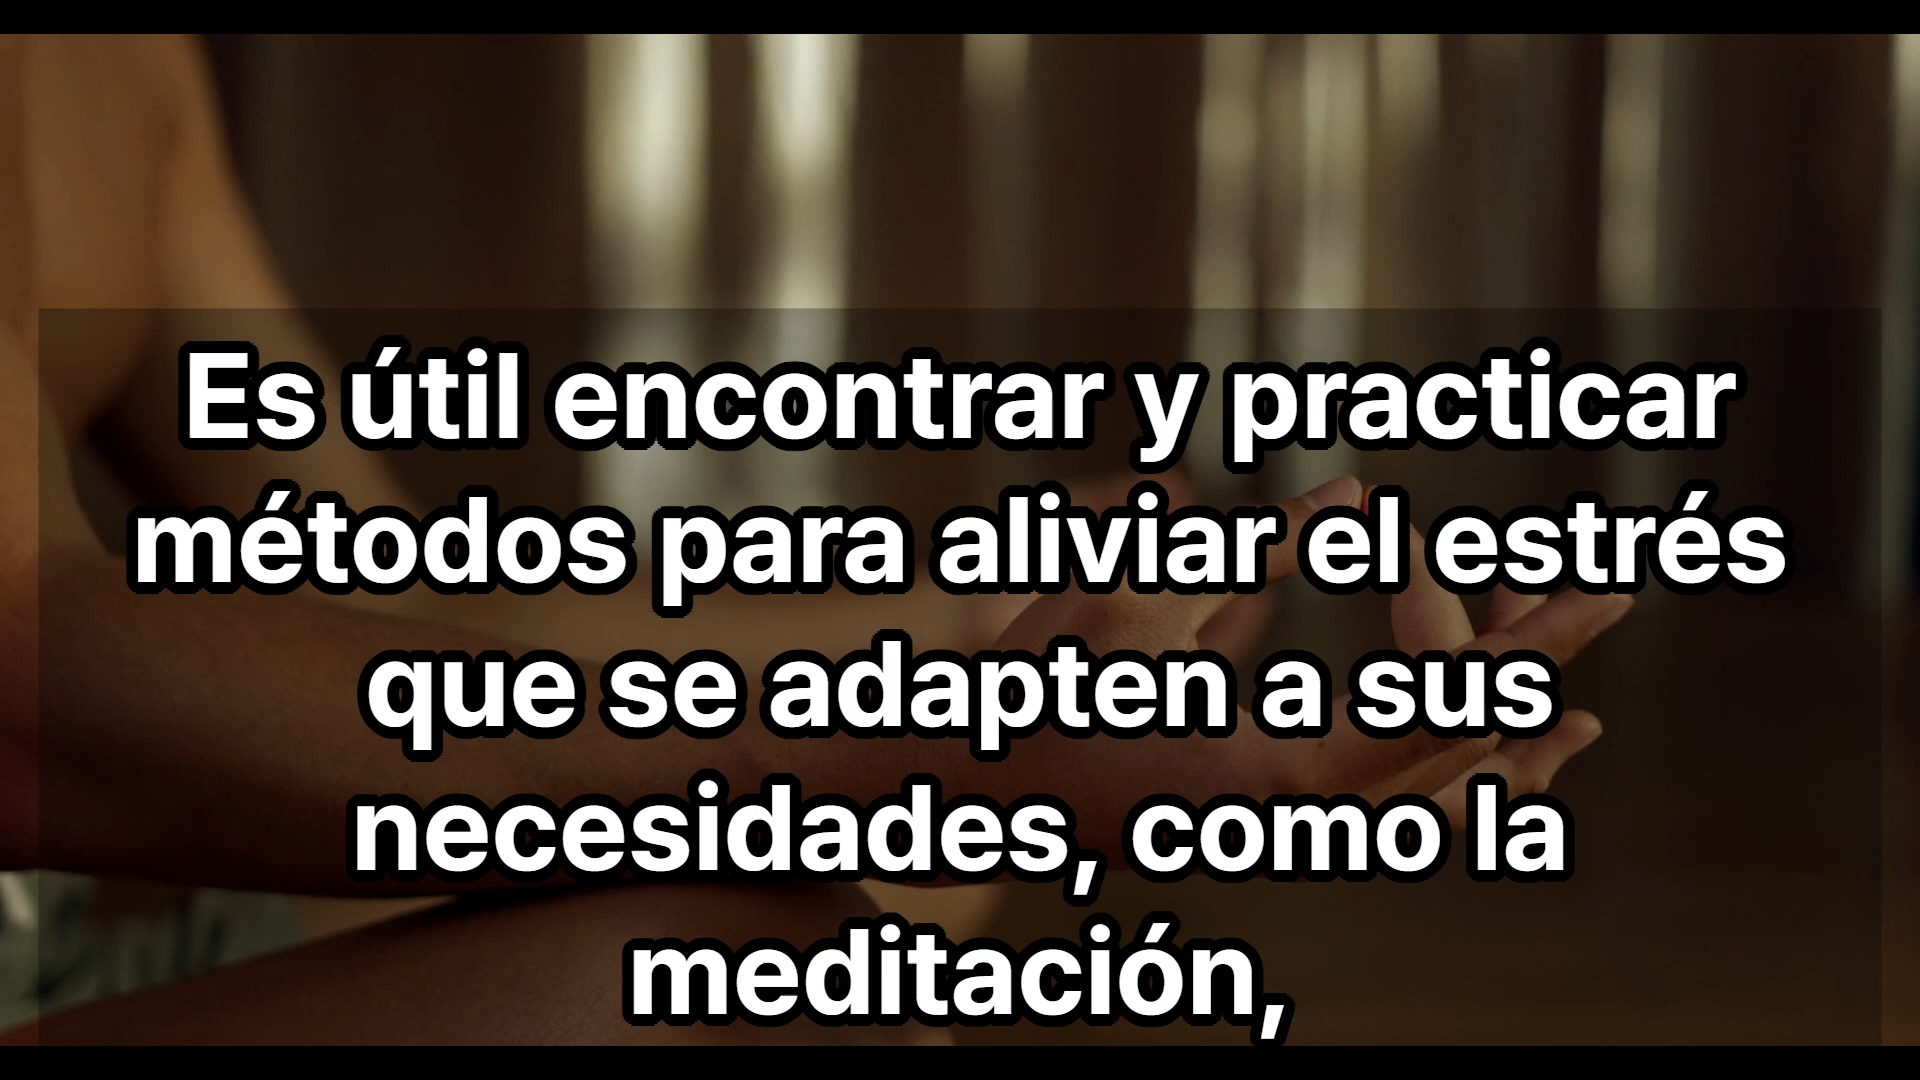 Es útil encontrar y practicar
métodos para aliviar el estrés
que se adapten a sus
necesidades, como la
meditación,